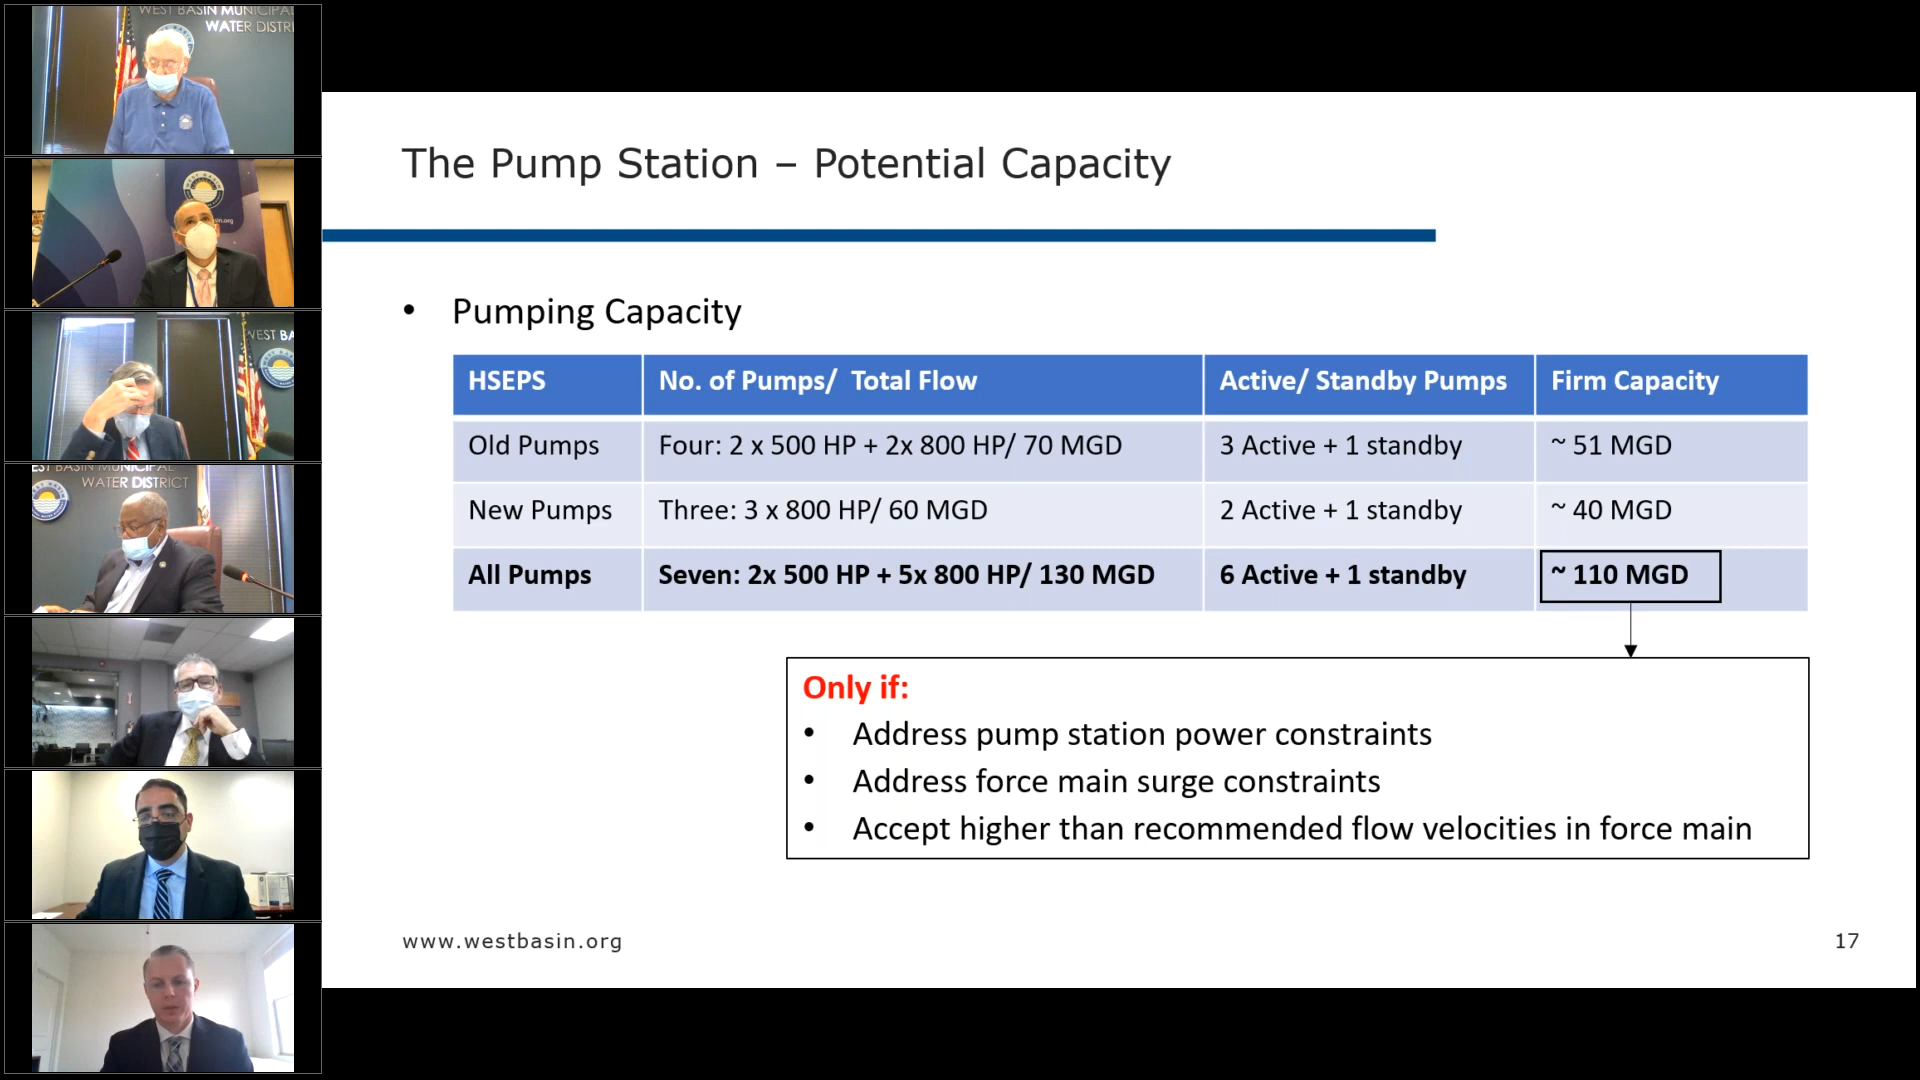 WEST BASIN MUNICIPAL
WATER DISTRI
WEST BASIN
sin.org
WEST BA
EST BASIN MUNICIPAL
WATER DISTRICT
The Pump Station – Potential Capacity
• Pumping Capacity
HSEPS No. of Pumps/ Total Flow Active/ Standby Pumps Firm Capacity
Old Pumps Four: 2 x 500 HP + 2x 800 HP/ 70 MGD 3 Active + 1 standby ~ 51 MGD
New Pumps Three: 3 x 800 HP/ 60 MGD 2 Active + 1 standby ~ 40 MGD
All Pumps Seven: 2x 500 HP + 5x 800 HP/ 130 MGD 6 Active + 1 standby ~ 110 MGD
Only if:
• Address pump station power constraints
• Address force main surge constraints
• Accept higher than recommended flow velocities in force main
www.westbasin.org
17